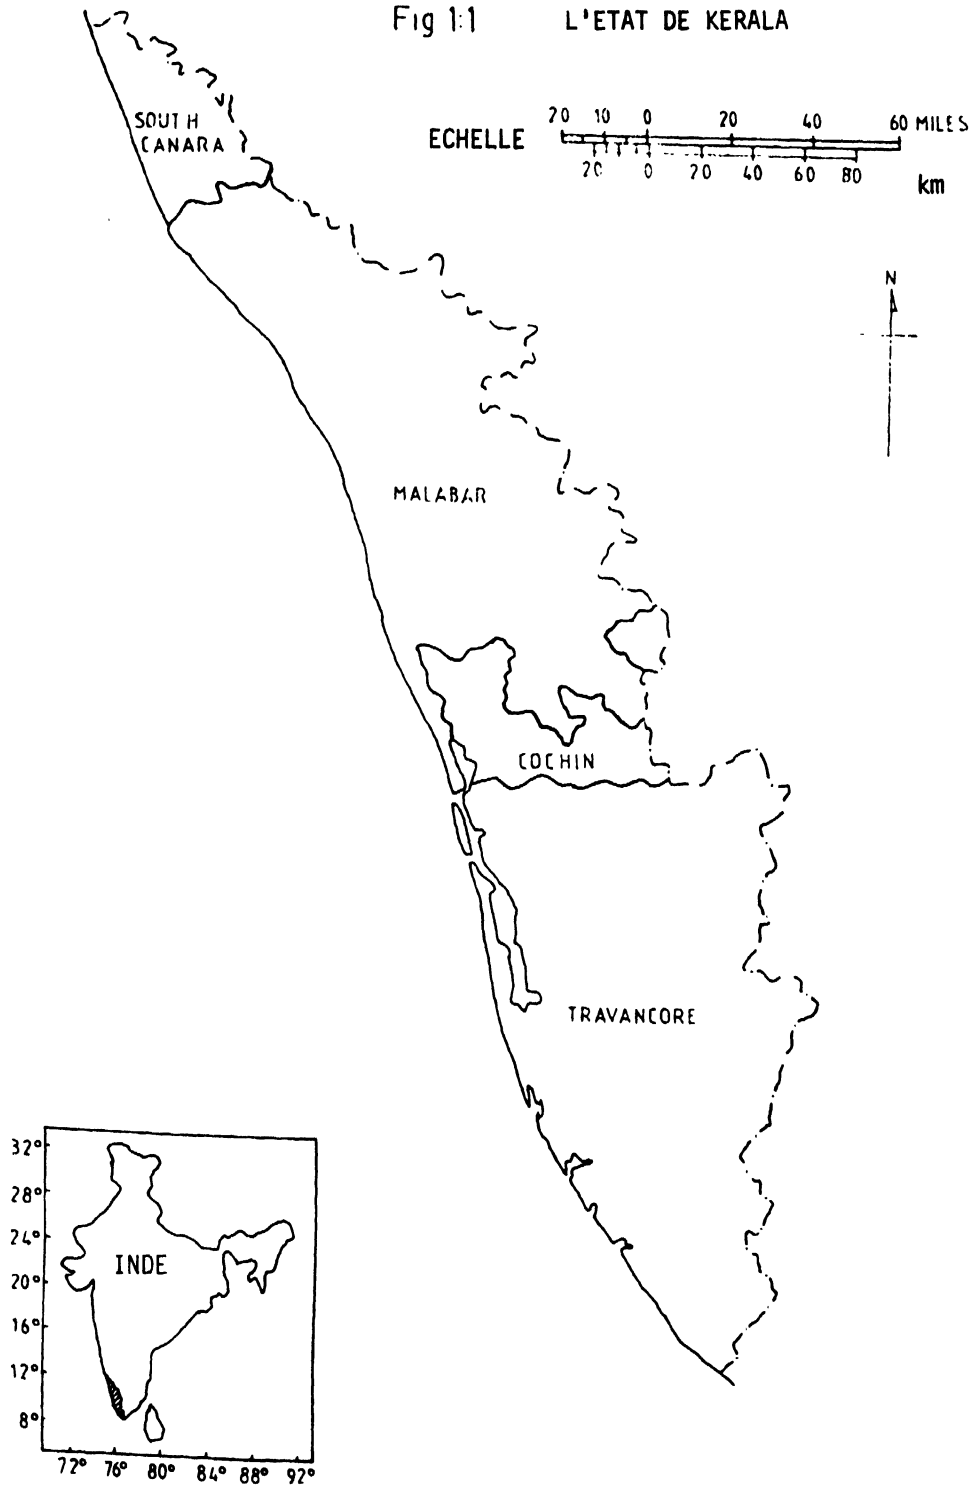 Fig 1:1 L'ETAT DE KERALA
ECHELLE
20 10 0 20 40 60 MILES
20 0 20 40 60 80
km
SOUTH
CANARA
N
MALABAR
COCHIN
TRAVANCORE
INDE
32°
28°
24°
20°
16°
12°
8°
72° 76° 80° 84° 88° 92°